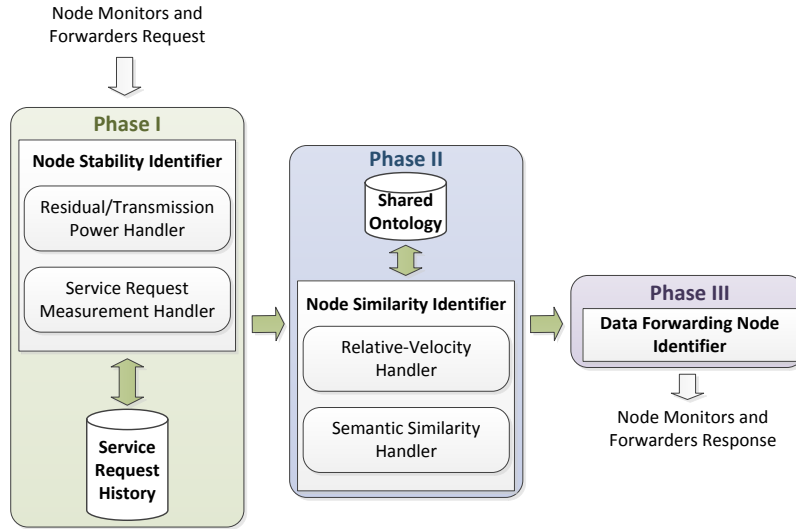 Node Monitors and
Forwarders Request
Phase I
Node Stability Identifier
Residual/Transmission
Power Handler
Service Request
Measurement Handler
Service
Request
History
Phase II
Shared
Ontology
Node Similarity Identifier
Relative-Velocity
Handler
Semantic Similarity
Handler
Phase III
Data Forwarding Node
Identifier
Node Monitors and
Forwarders Response